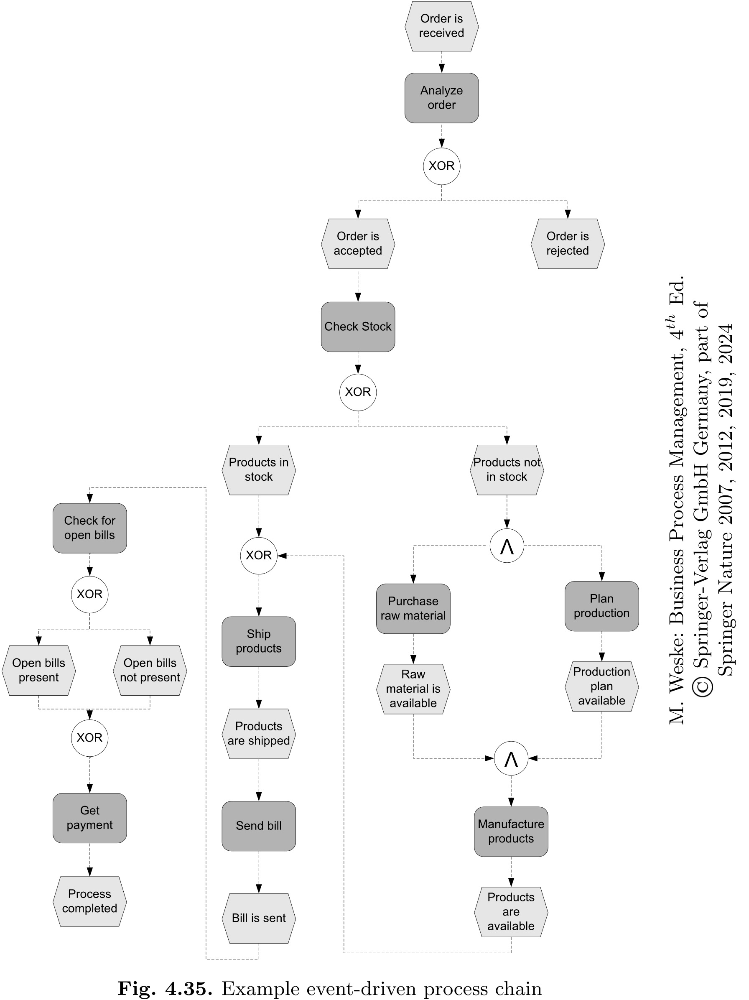 Order is
received
Analyze
order
XOR
Order is
accepted
Order is
rejected
Check Stock
XOR
Products in
stock
Products not
in stock
Check for
open bills
XOR
Open bills
present
Open bills
not present
XOR
Get
payment
Process
completed
XOR
Ship
products
Products
are shipped
Send bill
Bill is sent
Λ
Purchase
raw material
Plan
production
Raw
material is
available
Production
plan
available
Λ
Manufacture
products
Products
are
available
M. Weske: Business Process Management, 4th Ed.
© Springer-Verlag GmbH Germany, part of
Springer Nature 2007, 2012, 2019, 2024
Fig. 4.35. Example event-driven process chain